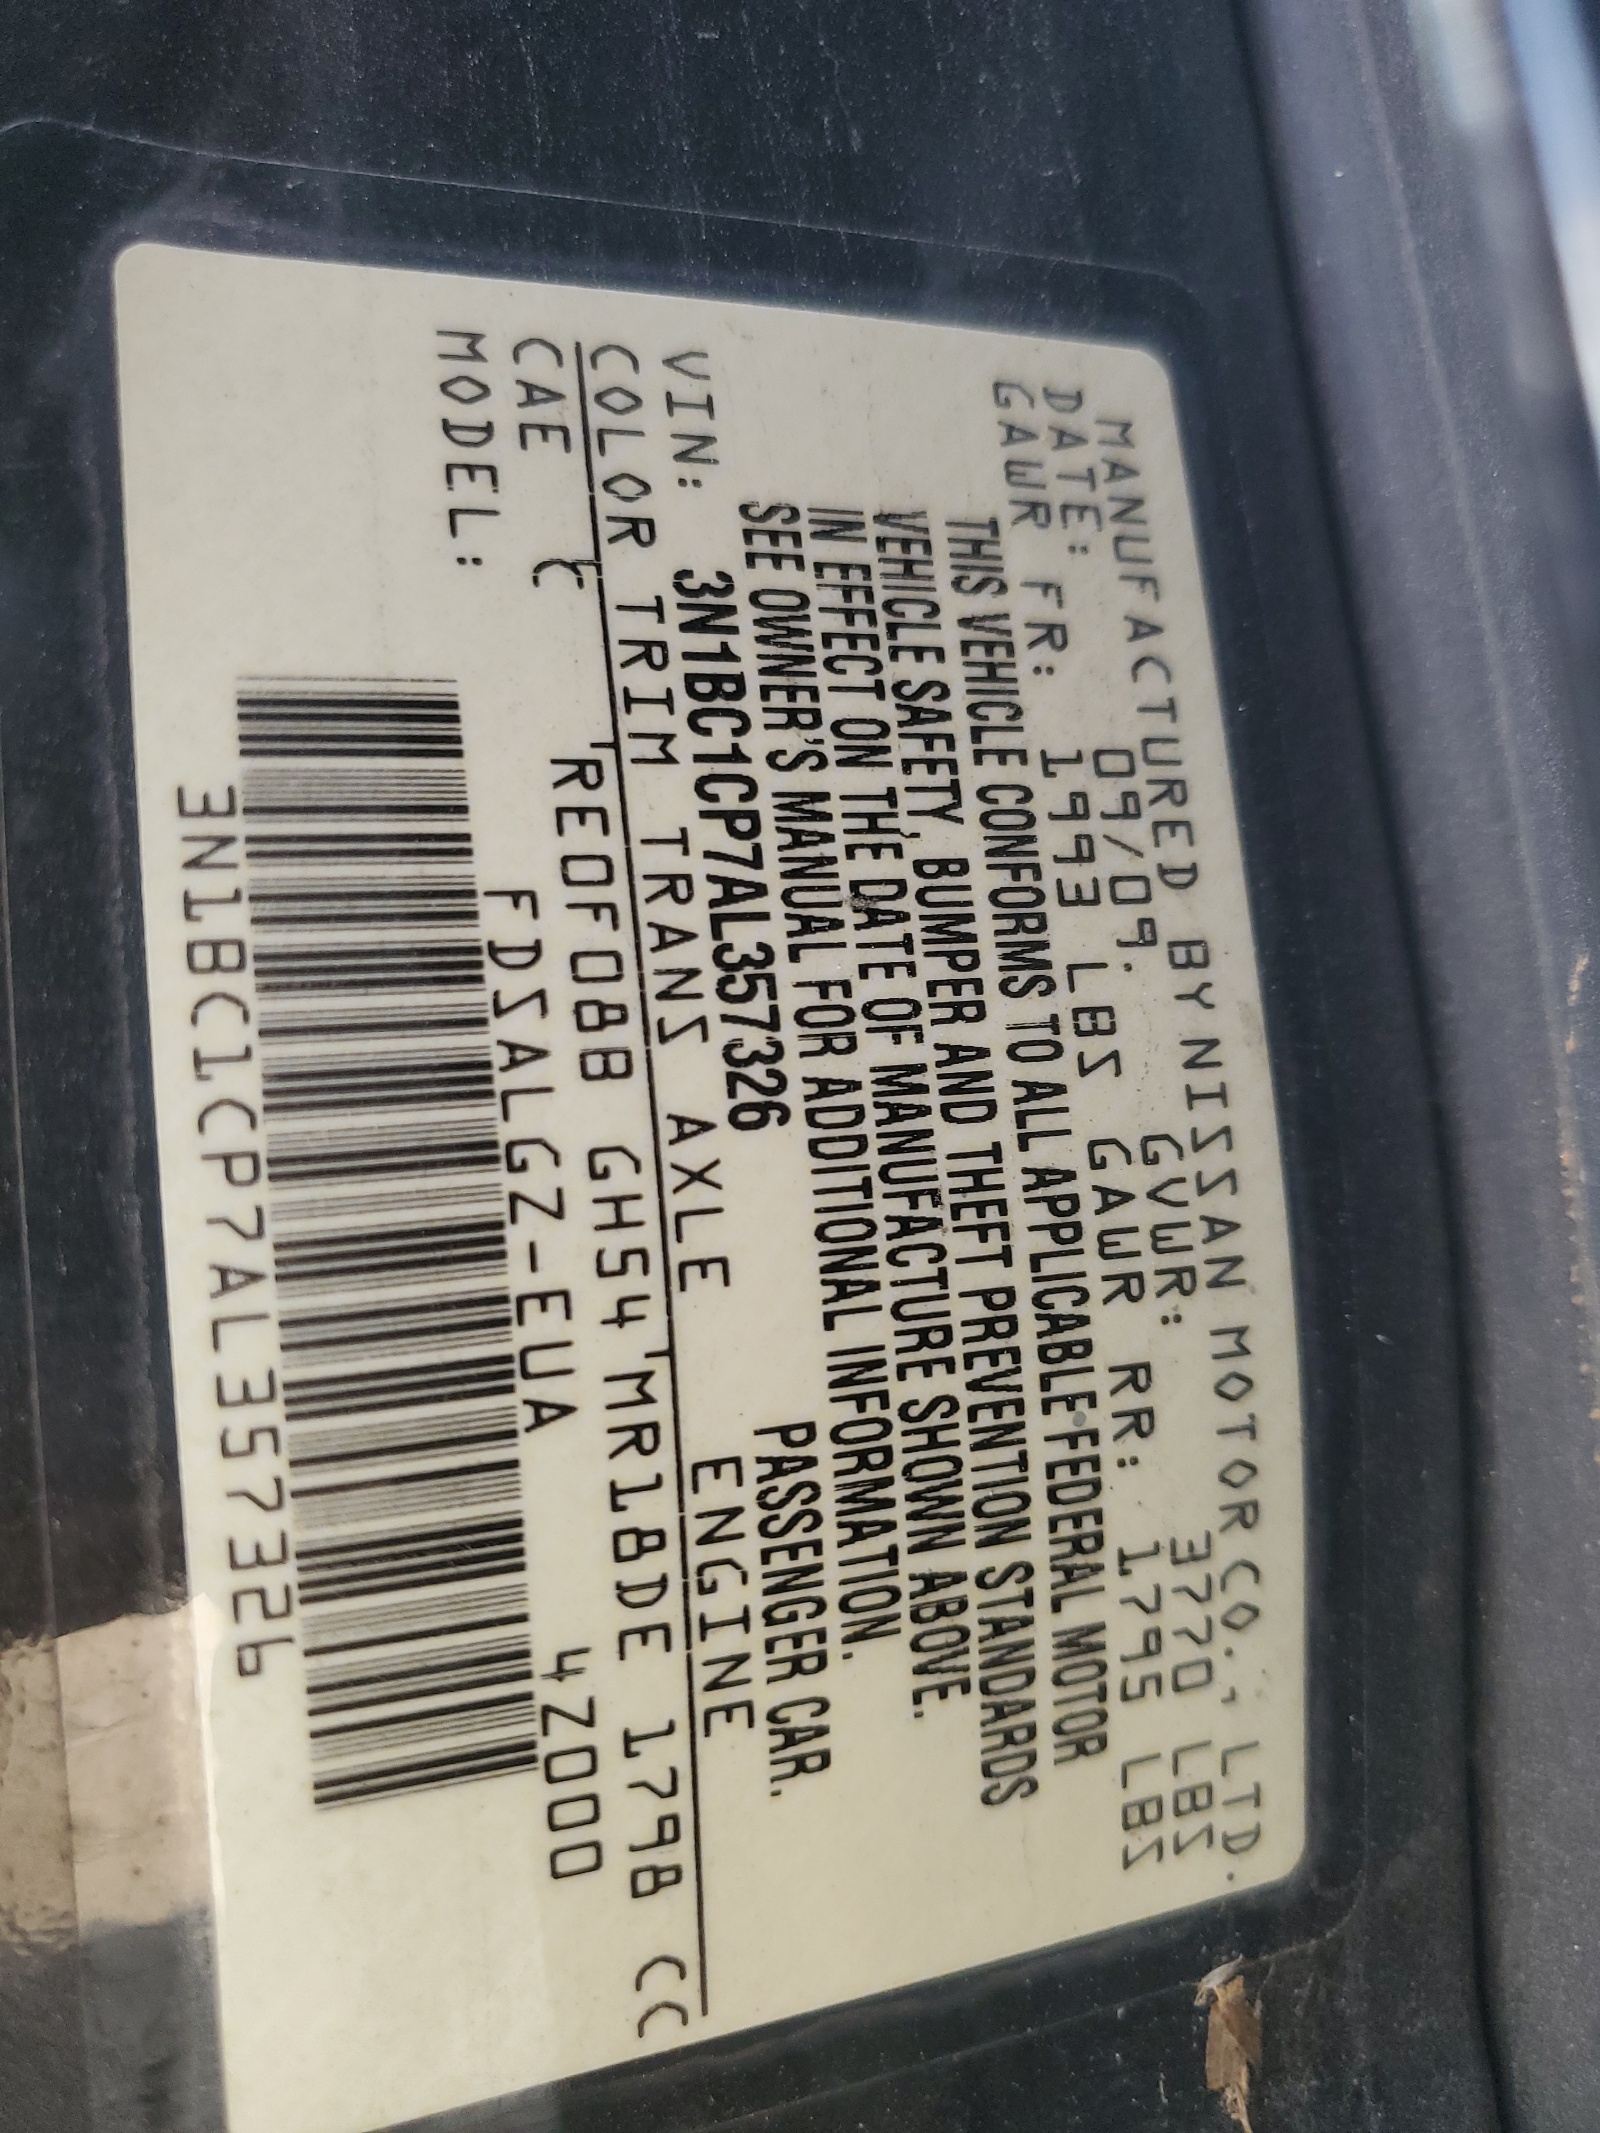 MANUFACTURED BY NISSAN MOTOR CO., LTD.
DATE: 09/09. GVWR: 3770 LBS
GAWR FR: 1993 LBS GAWR RR: 1795 LBS
THIS VEHICLE CONFORMS TO ALL APPLICABLE FEDERAL MOTOR
VEHICLE SAFETY, BUMPER AND THEFT PREVENTION STANDARDS
IN EFFECT ON THE DATE OF MANUFACTURE SHOWN ABOVE.
SEE OWNER'S MANUAL FOR ADDITIONAL INFORMATION.
VIN: 3N1BC1CP7AL357326 PASSENGER CAR.
COLOR TRIM TRANS AXLE ENGINE
CAE C RE0F08B GH54 MR18DE 1798 CC
MODEL: FDSALGZ-EUA 4Z000
3N1BC1CP7AL357326